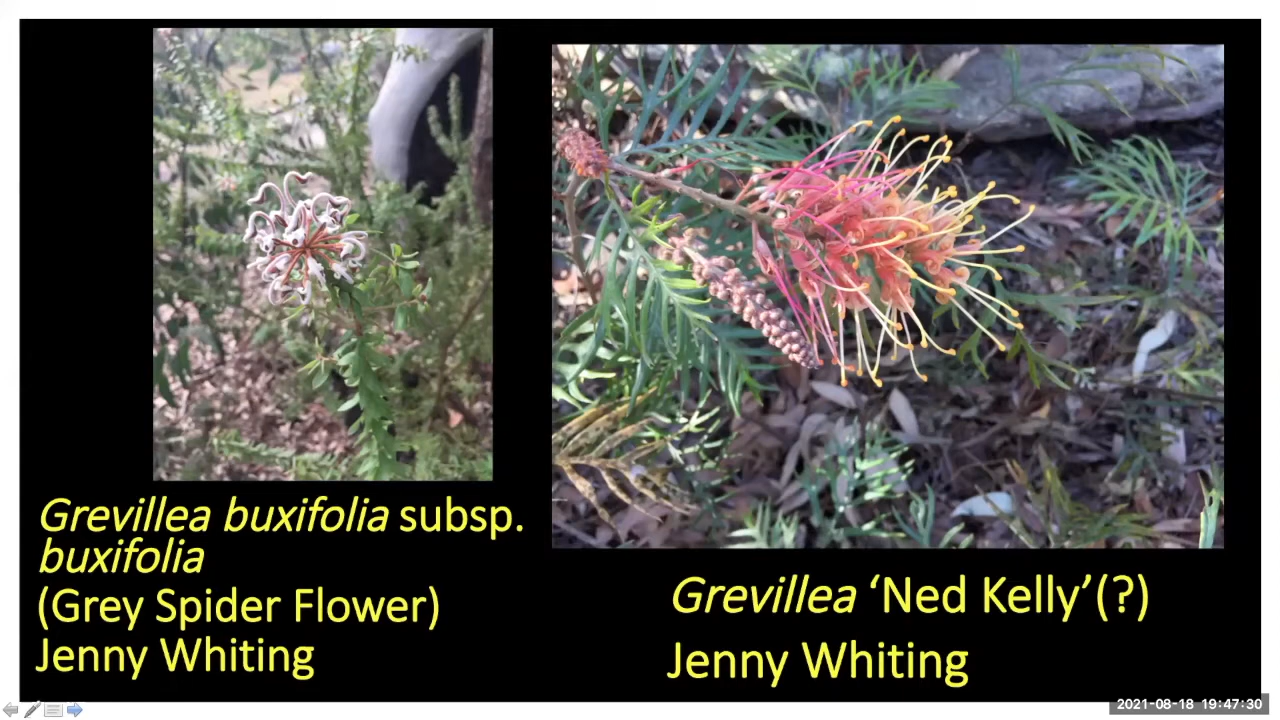 Grevillea buxifolia subsp.
buxifolia
(Grey Spider Flower)
Jenny Whiting
Grevillea ‘Ned Kelly’(?)
Jenny Whiting
2021-08-18 19:47:30